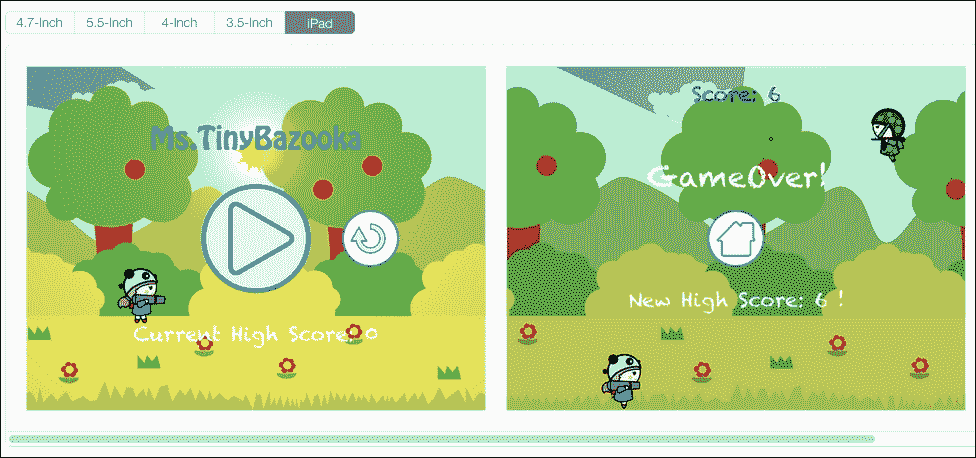 4.7-Inch 5.5-Inch 4-Inch 3.5-Inch iPad
Ms.TinyBazooka
Current High Score: 0
Score: 6
GameOver!
New High Score: 6 !